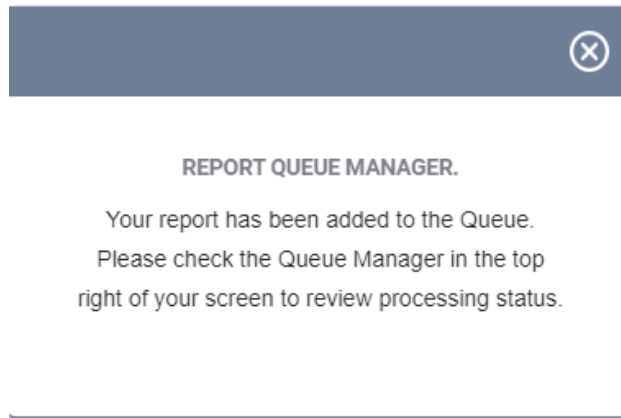 REPORT QUEUE MANAGER.
Your report has been added to the Queue.
Please check the Queue Manager in the top
right of your screen to review processing status.